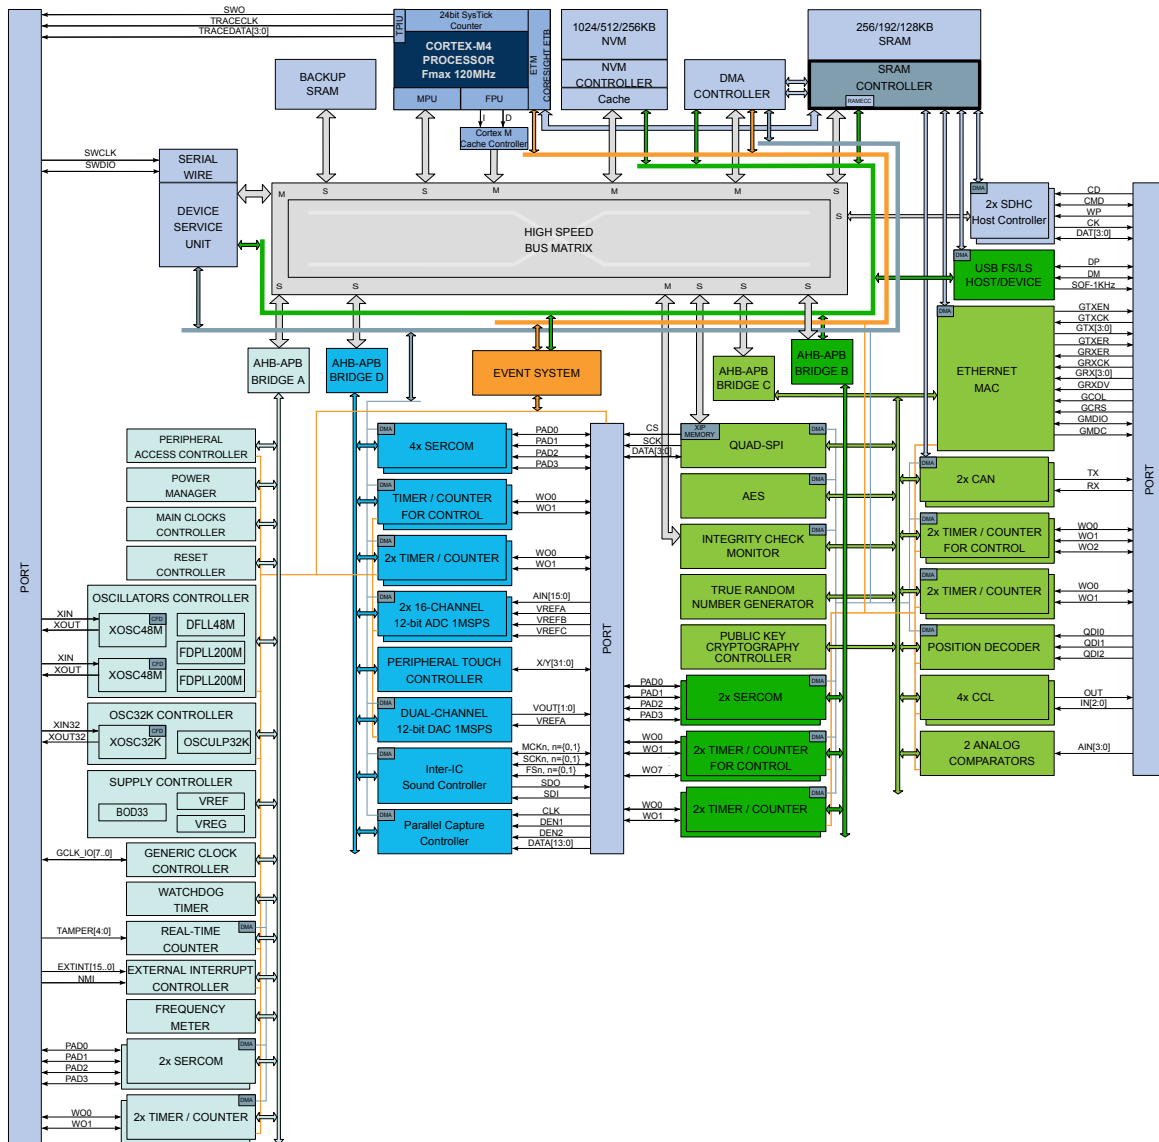 SWO
TRACECLK
TRACEDATA[3:0]
TPIU
24bit SysTick
Counter
CORTEX-M4
PROCESSOR
Fmax 120MHz
MPU
FPU
ETM
CORESIGHT ETB
I
D
Cortex M
Cache Controller
BACKUP
SRAM
1024/512/256KB
NVM
NVM
CONTROLLER
Cache
DMA
CONTROLLER
256/192/128KB
SRAM
SRAM
CONTROLLER
RAMECC
SWCLK
SWDIO
SERIAL
WIRE
DEVICE
SERVICE
UNIT
M
S
S
M
M
M
S
S
HIGH SPEED
BUS MATRIX
S
S
M
S
S
S
DMA
2x SDHC
Host Controller
CD
CMD
WP
CK
DAT[3:0]
DMA
USB FS/LS
HOST/DEVICE
DP
DM
SOF-1KHz
DMA
ETHERNET
MAC
GTXEN
GTXCK
GTX[3:0]
GTXER
GRXER
GRXCK
GRX[3:0]
GRXDV
GCOL
GCRS
GMDIO
GMDC
AHB-APB
BRIDGE A
AHB-APB
BRIDGE D
EVENT SYSTEM
AHB-APB
BRIDGE C
AHB-APB
BRIDGE B
PORT
PORT
PORT
PERIPHERAL
ACCESS CONTROLLER
POWER
MANAGER
MAIN CLOCKS
CONTROLLER
RESET
CONTROLLER
OSCILLATORS CONTROLLER
XIN
XOUT
CFD
XOSC48M
DFLL48M
FDPLL200M
XIN
XOUT
CFD
XOSC48M
FDPLL200M
OSC32K CONTROLLER
XIN32
XOUT32
CFD
XOSC32K
OSCULP32K
SUPPLY CONTROLLER
BOD33
VREF
VREG
GCLK_IO[7..0]
GENERIC CLOCK
CONTROLLER
WATCHDOG
TIMER
TAMPER[4:0]
DMA
REAL-TIME
COUNTER
EXTINT[15..0]
NMI
EXTERNAL INTERRUPT
CONTROLLER
FREQUENCY
METER
PAD0
PAD1
PAD2
PAD3
DMA
2x SERCOM
WO0
WO1
DMA
2x TIMER / COUNTER
DMA
4x SERCOM
PAD0
PAD1
PAD2
PAD3
DMA
TIMER / COUNTER
FOR CONTROL
WO0
WO1
DMA
2x TIMER / COUNTER
WO0
WO1
DMA
2x 16-CHANNEL
12-bit ADC 1MSPS
AIN[15:0]
VREFA
VREFB
VREFC
PERIPHERAL TOUCH
CONTROLLER
X/Y[31:0]
DMA
DUAL-CHANNEL
12-bit DAC 1MSPS
VOUT[1:0]
VREFA
DMA
Inter-IC
Sound Controller
MCKn, n={0,1}
SCKn, n={0,1}
FSn, n={0,1}
SDO
SDI
DMA
Parallel Capture
Controller
CLK
DEN1
DEN2
DATA[13:0]
CS
SCK
DATA[3:0]
XIP
MEMORY
DMA
QUAD-SPI
DMA
AES
DMA
INTEGRITY CHECK
MONITOR
TRUE RANDOM
NUMBER GENERATOR
PUBLIC KEY
CRYPTOGRAPHY
CONTROLLER
PAD0
PAD1
PAD2
PAD3
DMA
2x SERCOM
WO0
WO1
WO7
DMA
2x TIMER / COUNTER
FOR CONTROL
WO0
WO1
DMA
2x TIMER / COUNTER
DMA
2x CAN
TX
RX
DMA
2x TIMER / COUNTER
FOR CONTROL
WO0
WO1
WO2
DMA
2x TIMER / COUNTER
WO0
WO1
DMA
POSITION DECODER
QDI0
QDI1
QDI2
4x CCL
OUT
IN[2:0]
2 ANALOG
COMPARATORS
AIN[3:0]